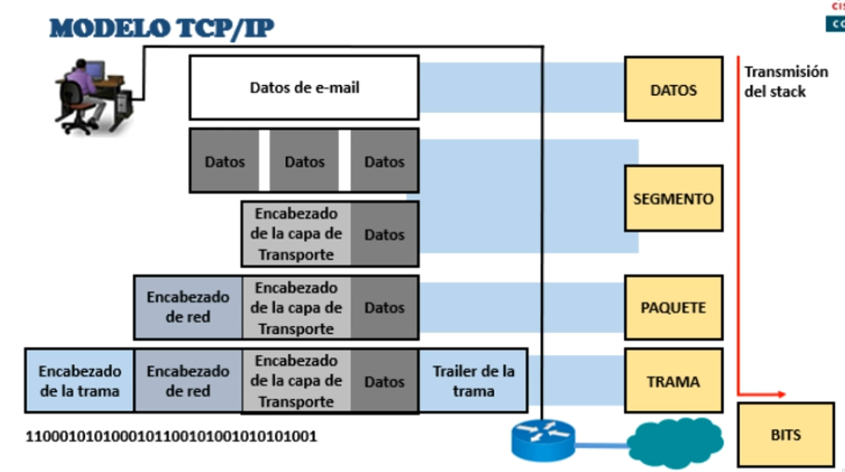 MODELO TCP/IP
Datos de e-mail
DATOS
Transmisión
del stack
Datos
Datos
Datos
SEGMENTO
Encabezado
de la capa de
Transporte
Datos
Encabezado
de red
Encabezado
de la capa de
Transporte
Datos
PAQUETE
Encabezado
de la trama
Encabezado
de red
Encabezado
de la capa de
Transporte
Datos
Trailer de la
trama
TRAMA
1100010101000101100101001010101001
BITS